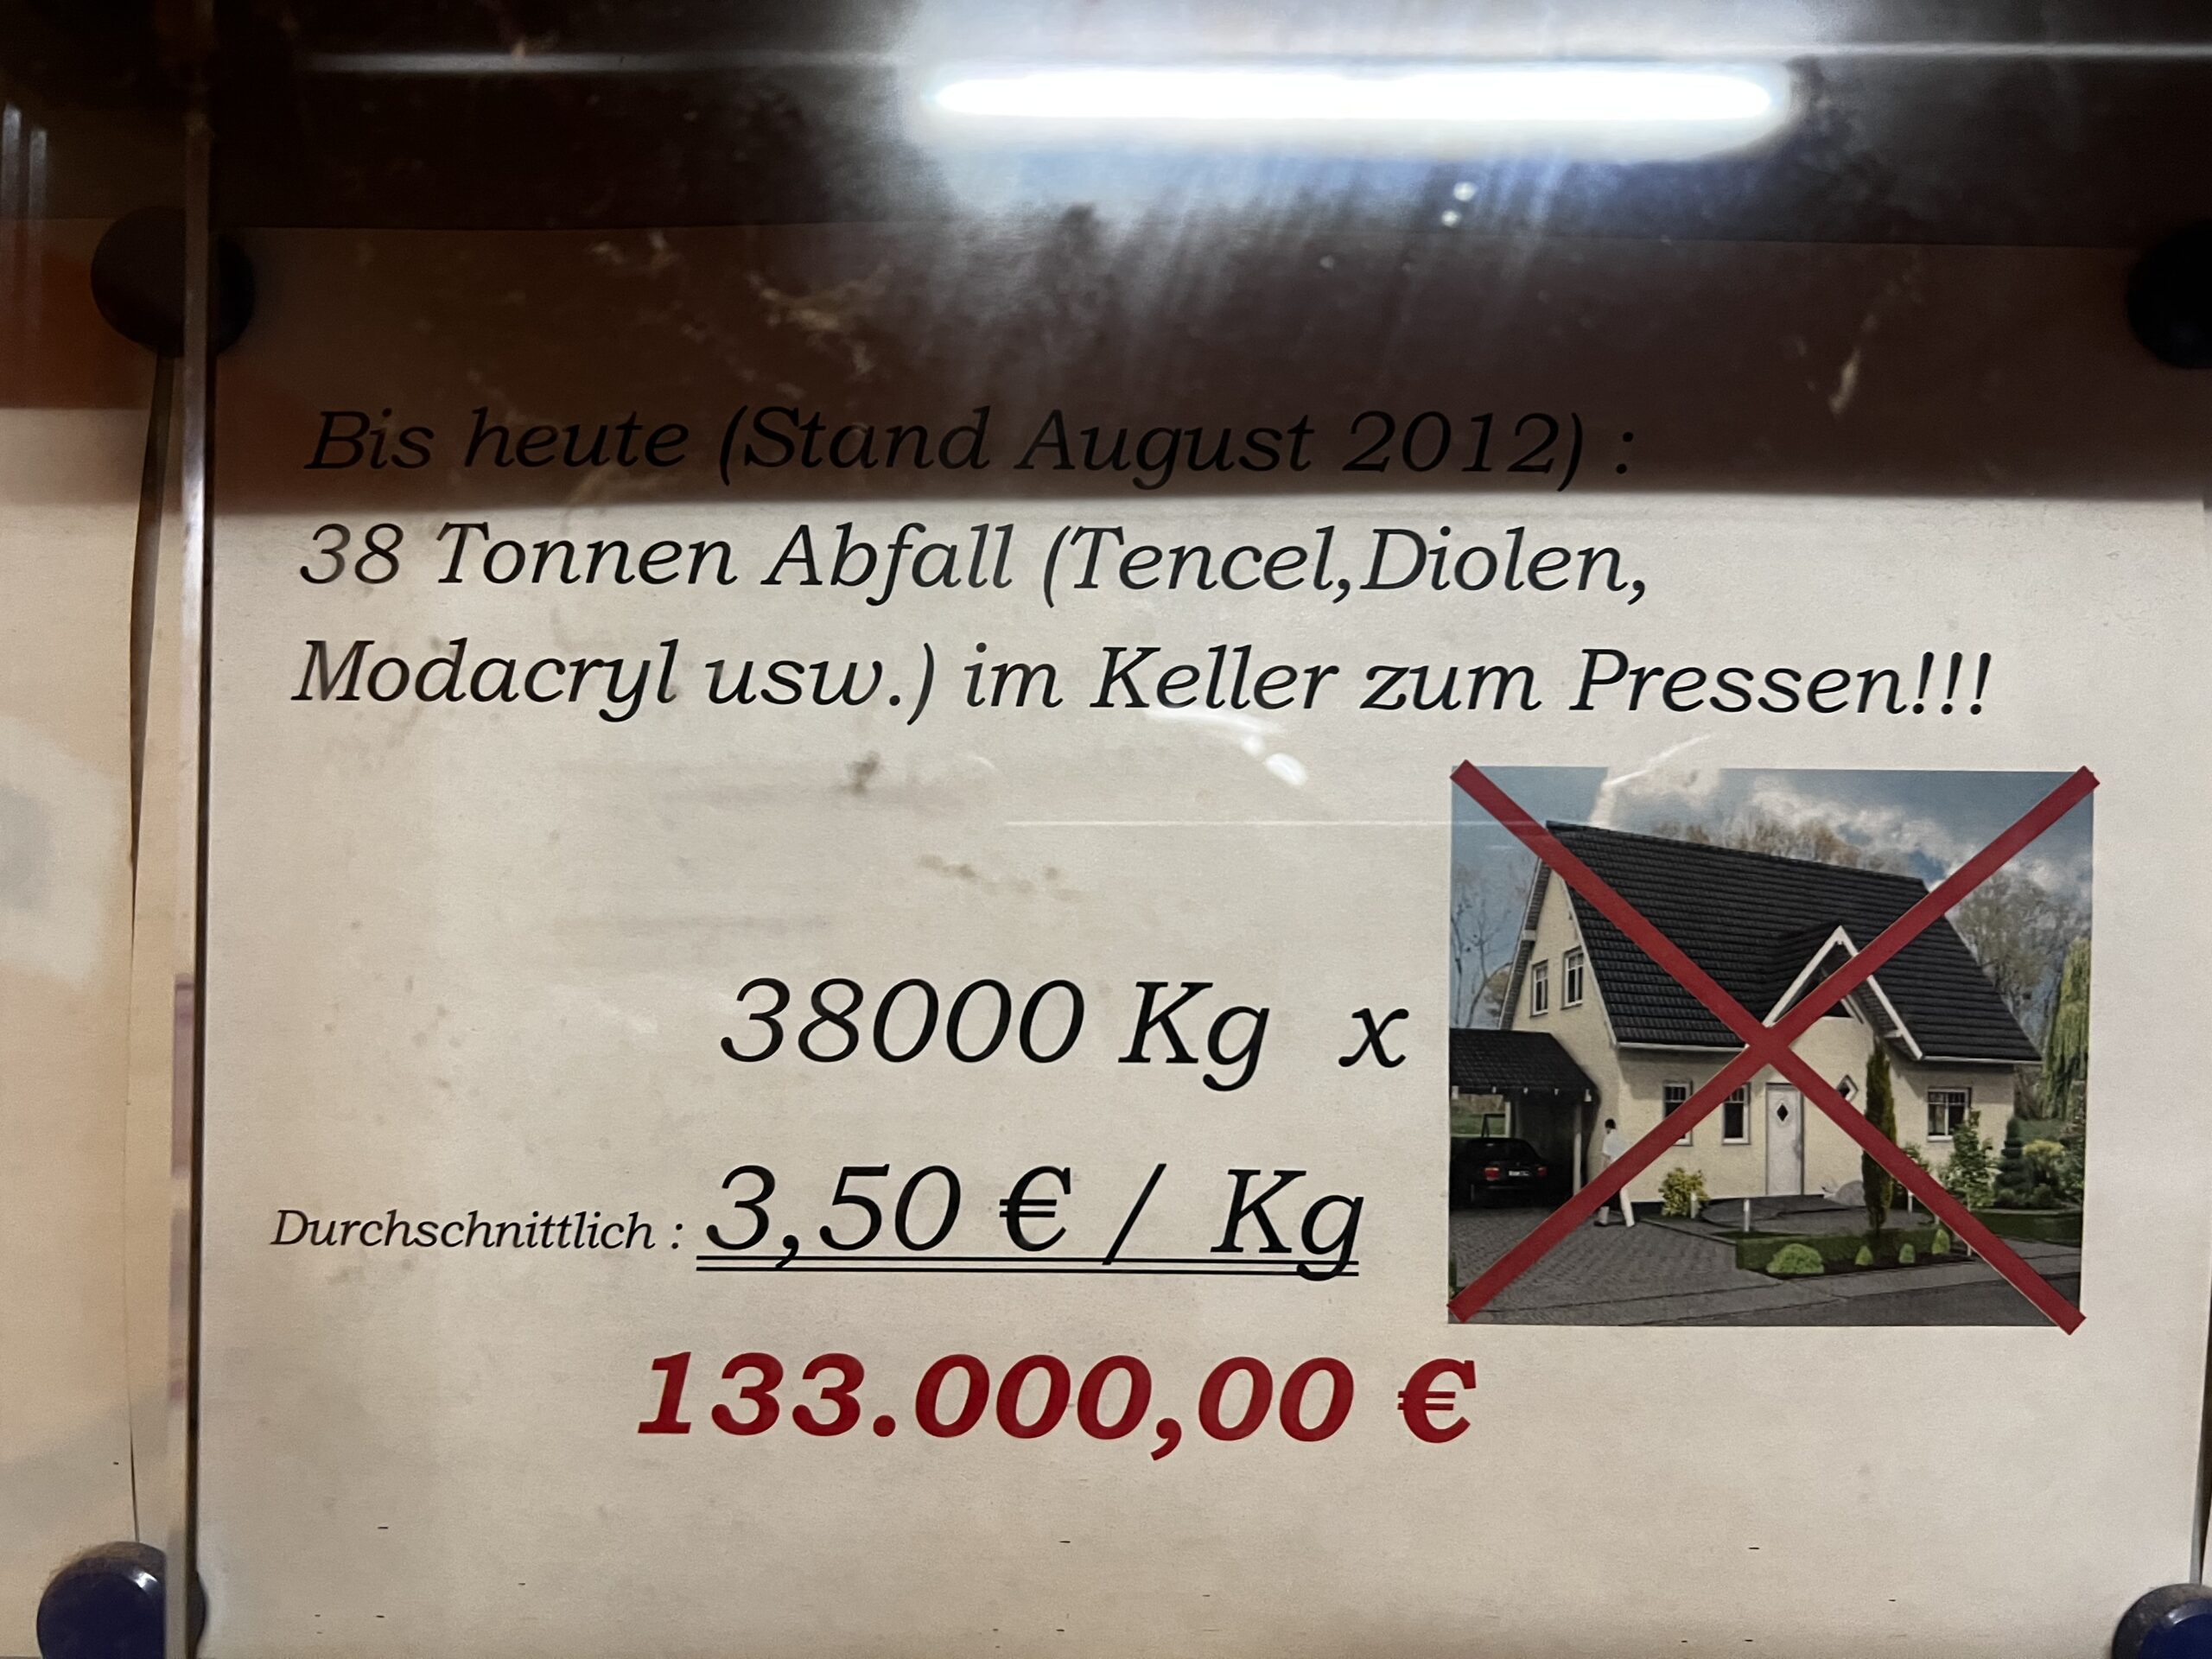 Bis heute (Stand August 2012) :
38 Tonnen Abfall (Tencel,Diolen,
Modacryl usw.) im Keller zum Pressen!!!
38000 Kg x
Durchschnittlich : 3,50 € / Kg
133.000,00 €